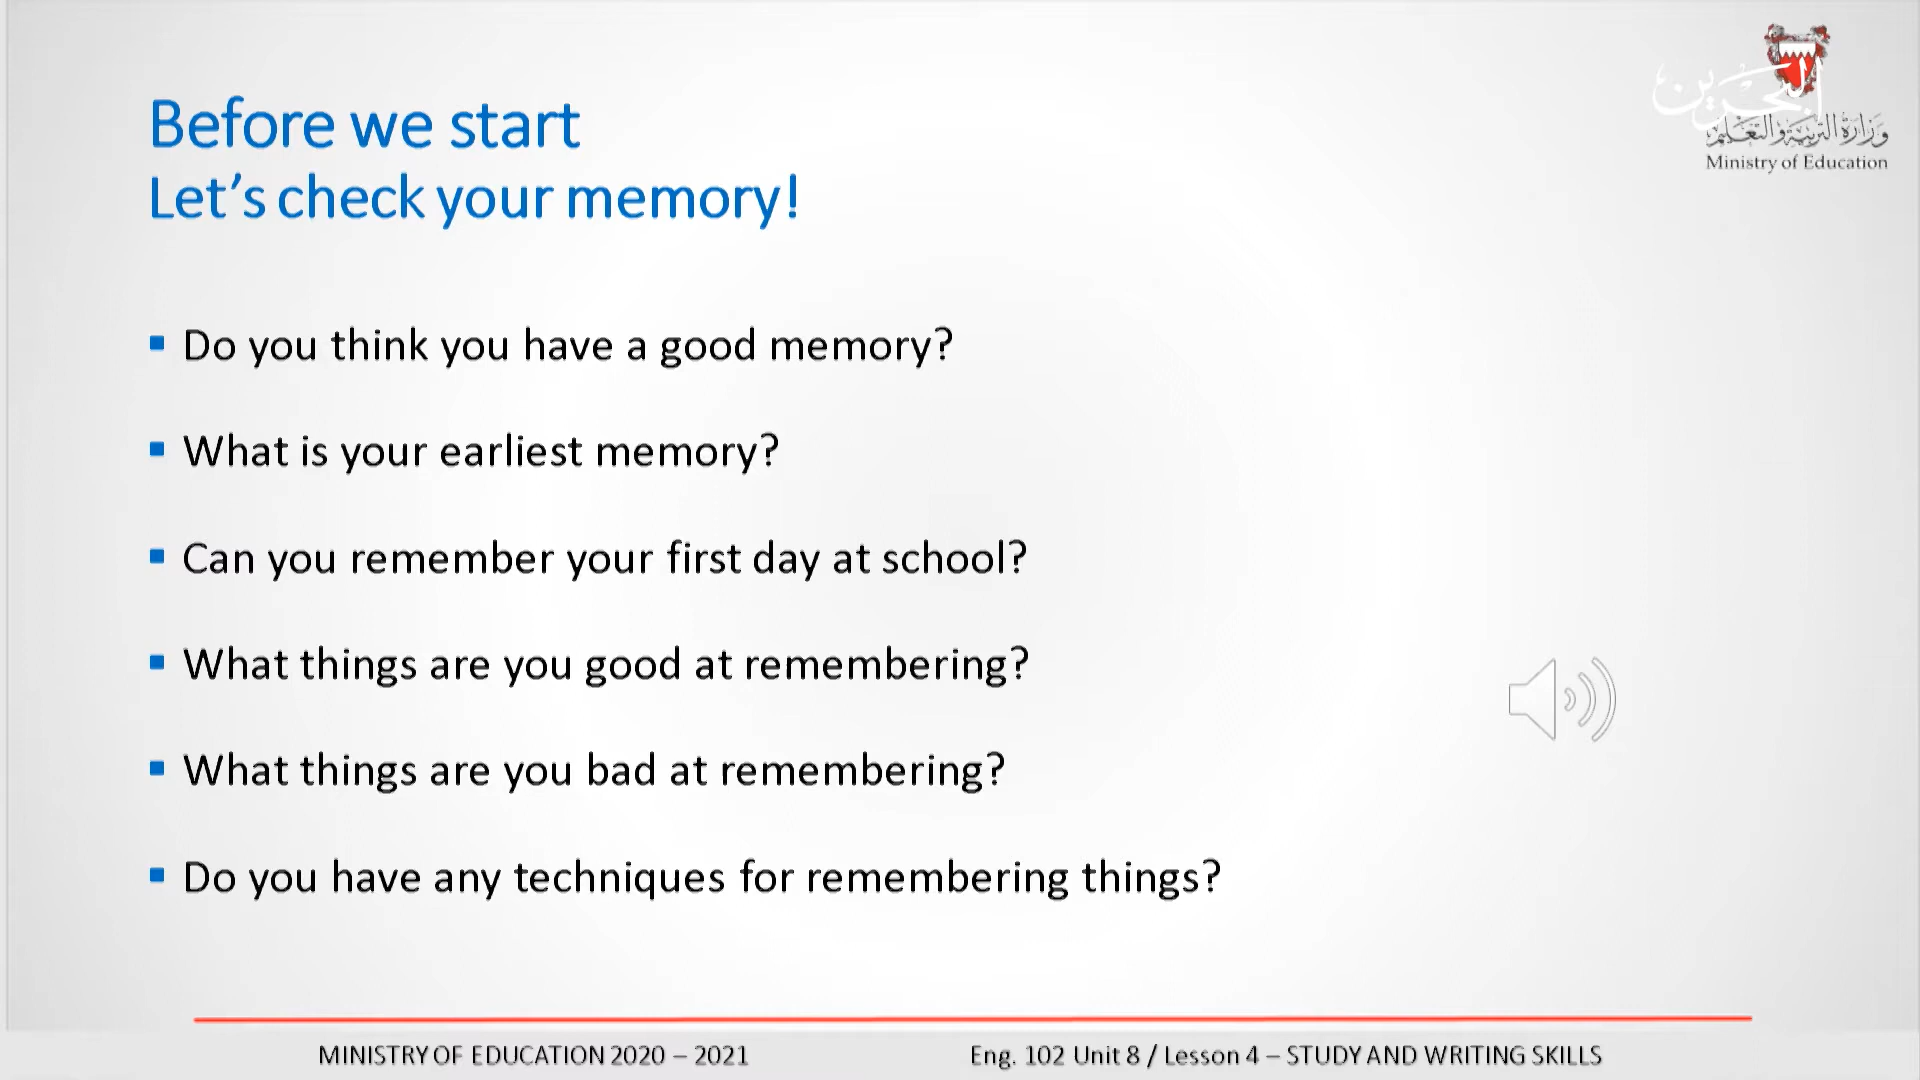 البحرين
وزارة التربية والتعليم
Ministry of Education
Before we start
Let’s check your memory!
▪ Do you think you have a good memory?
▪ What is your earliest memory?
▪ Can you remember your first day at school?
▪ What things are you good at remembering?
▪ What things are you bad at remembering?
▪ Do you have any techniques for remembering things?
MINISTRY OF EDUCATION 2020 – 2021
Eng. 102 Unit 8 / Lesson 4 – STUDY AND WRITING SKILLS